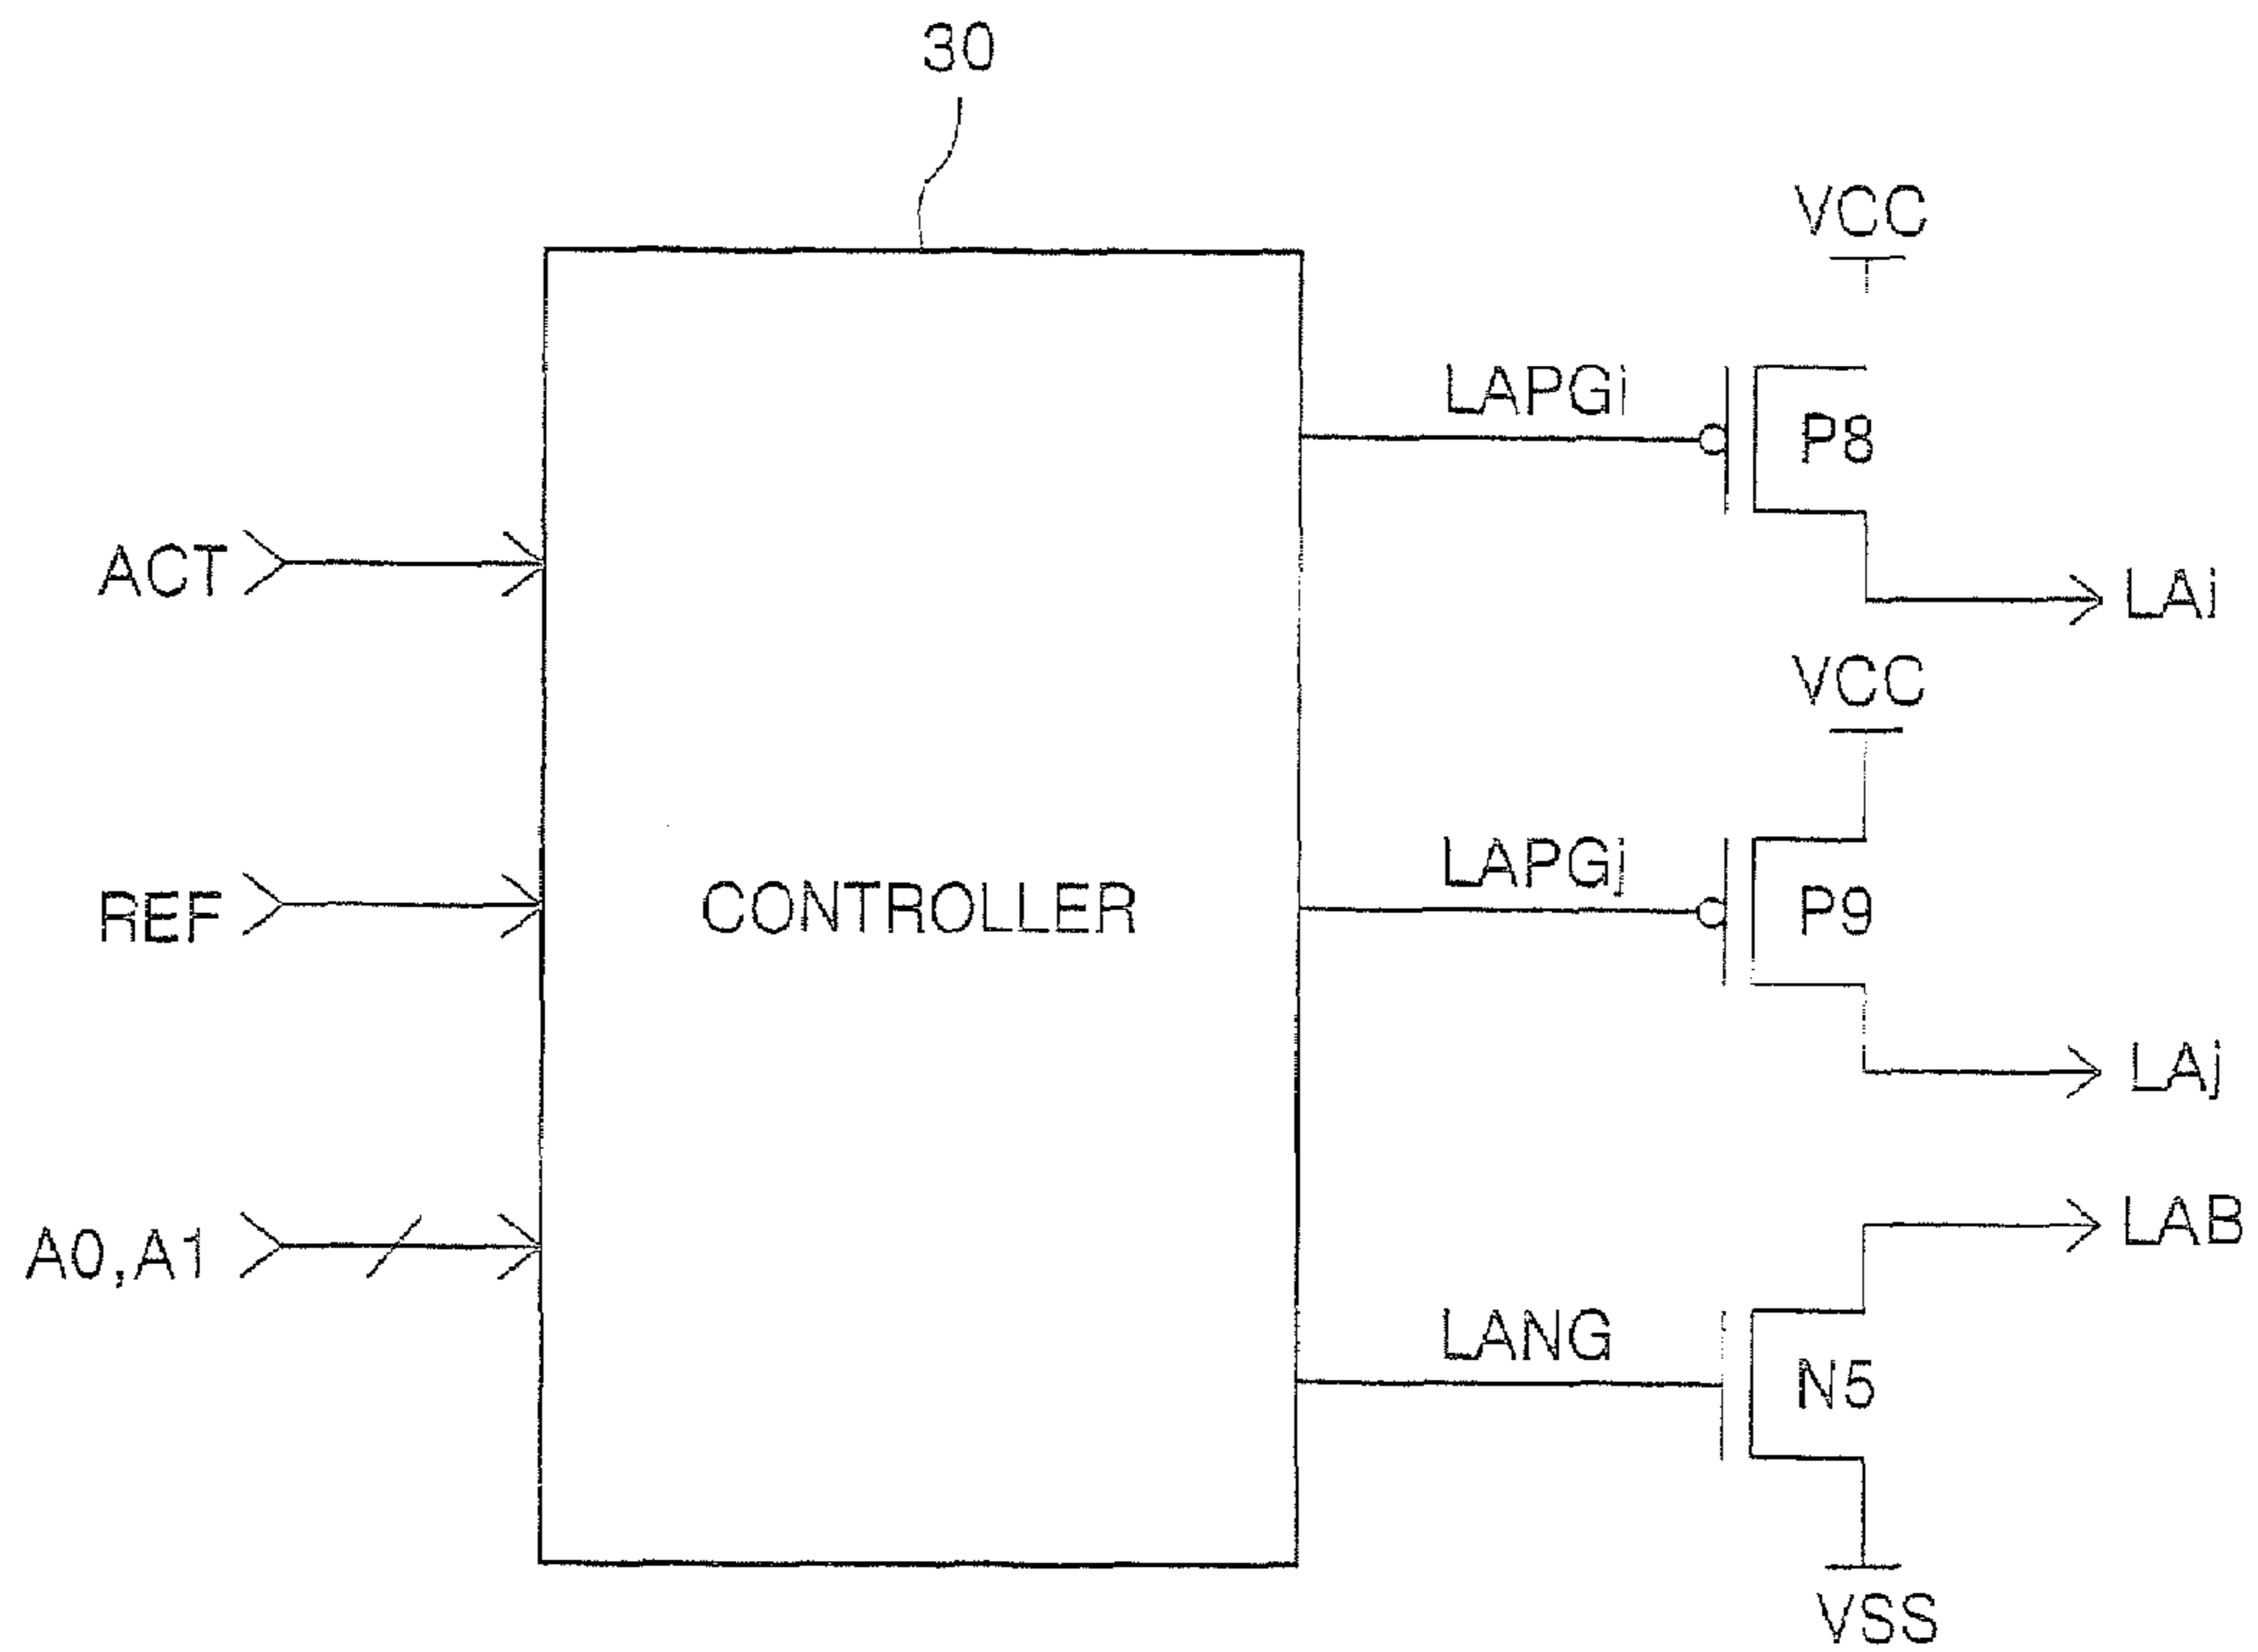 30
VCC
LAPGi
P8
ACT
LAi
VCC
LAPGj
REF
CONTROLLER
P9
LAj
A0,A1
LAB
LANG
N5
VSS